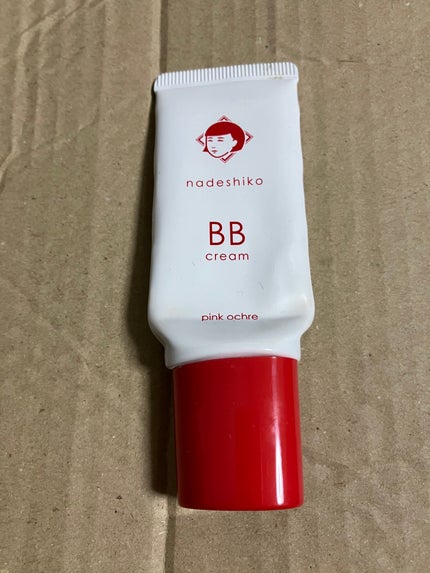 nadeshiko
BB
cream
pink ochre